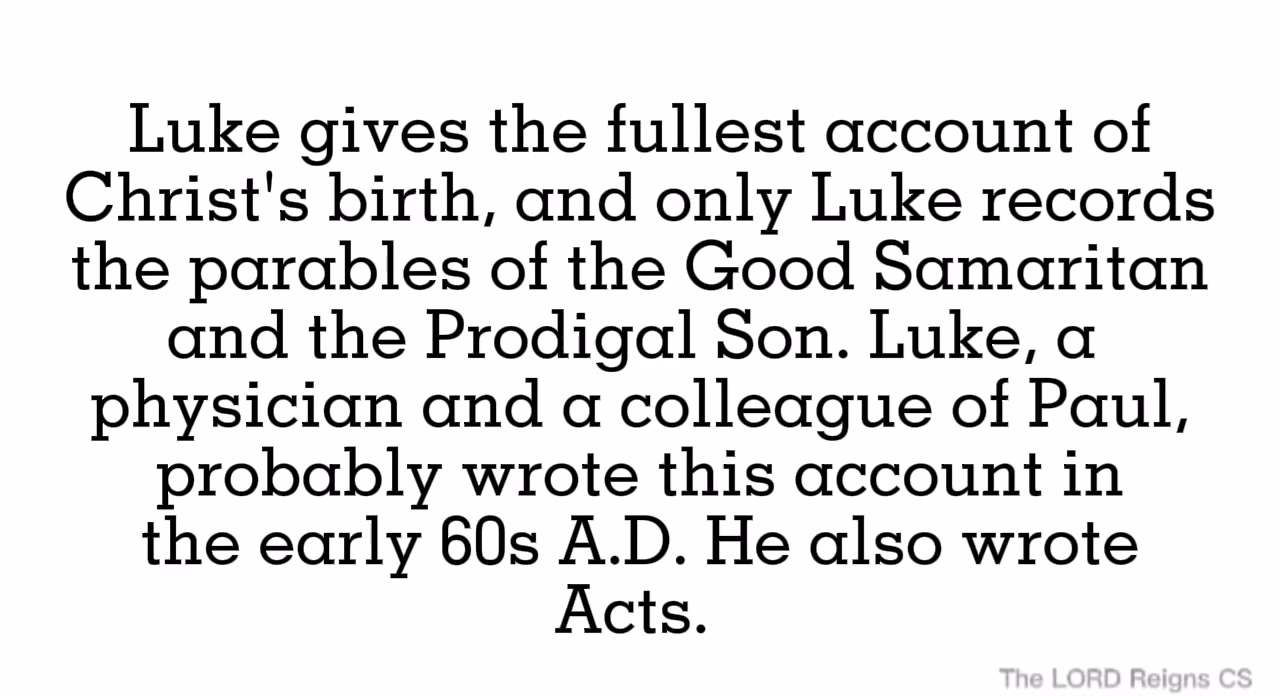 Luke gives the fullest account of
Christ's birth, and only Luke records
the parables of the Good Samaritan
and the Prodigal Son. Luke, a
physician and a colleague of Paul,
probably wrote this account in
the early 60s A.D. He also wrote
Acts.
The LORD Reigns CS